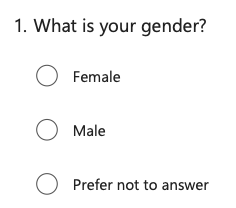 1. What is your gender?
Female
Male
Prefer not to answer